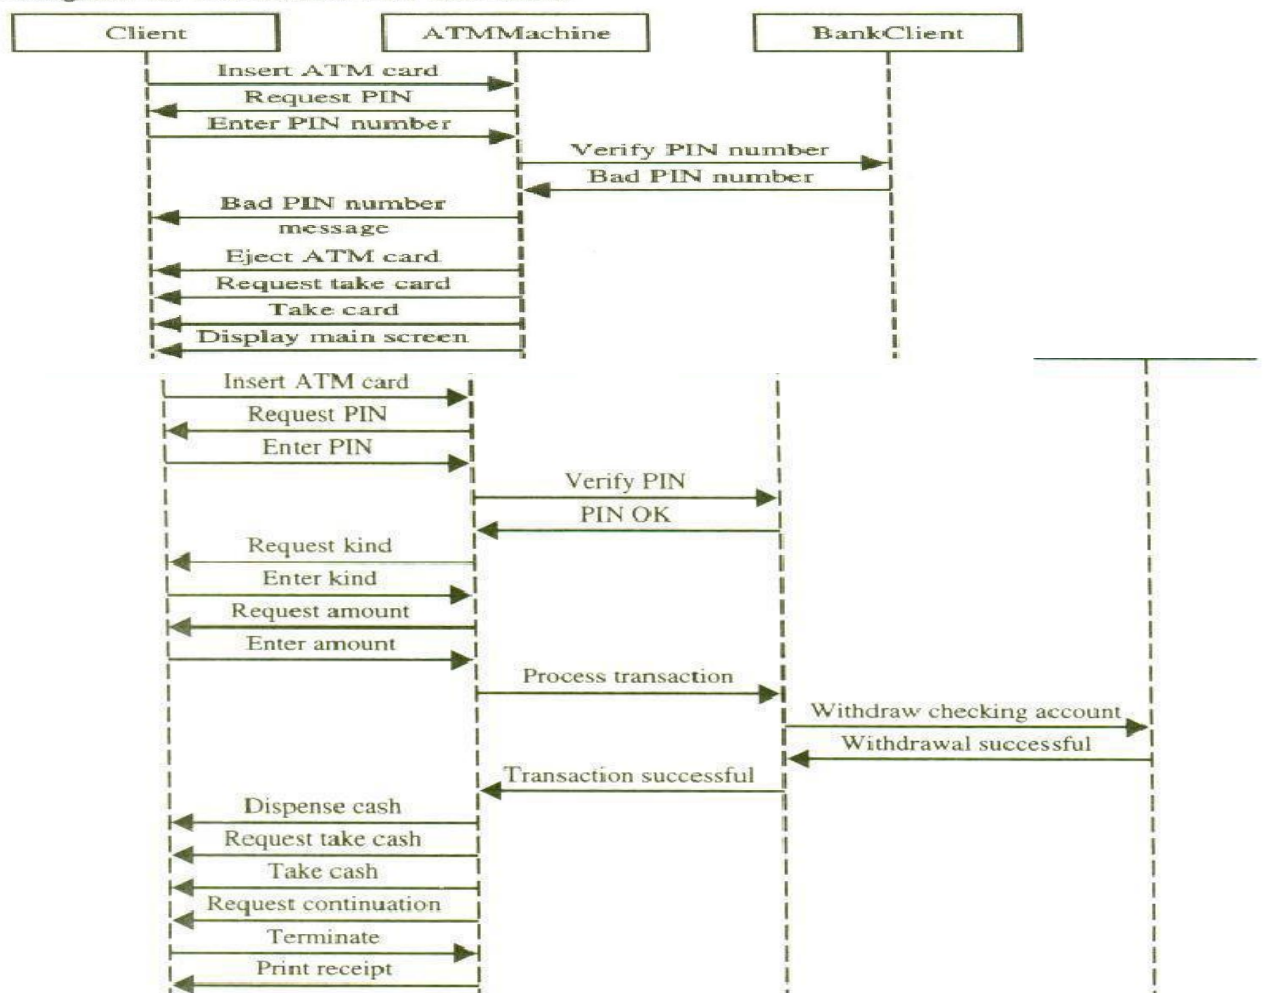 Client
ATMMachine
BankClient
Insert ATM card
Request PIN
Enter PIN number
Verify PIN number
Bad PIN number
Bad PIN number
message
Eject ATM card
Request take card
Take card
Display main screen
Insert ATM card
Request PIN
Enter PIN
Verify PIN
PIN OK
Request kind
Enter kind
Request amount
Enter amount
Process transaction
Withdraw checking account
Withdrawal successful
Transaction successful
Dispense cash
Request take cash
Take cash
Request continuation
Terminate
Print receipt